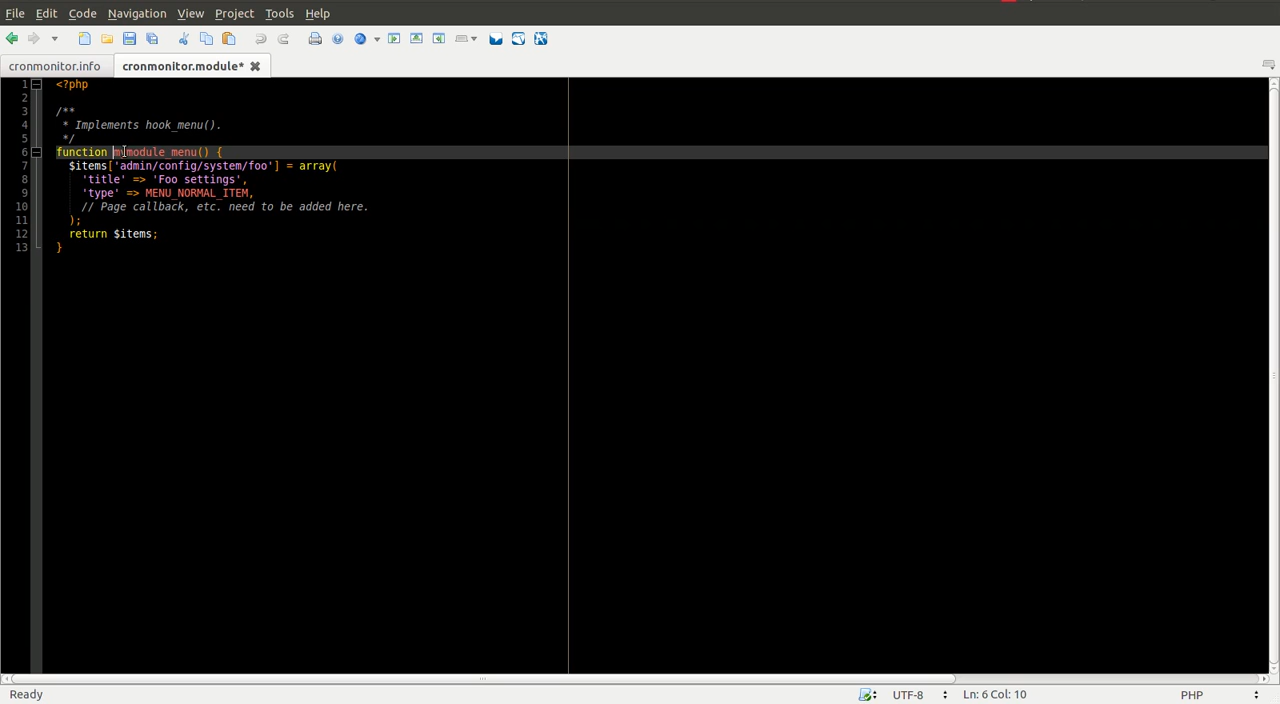 File Edit Code Navigation View Project Tools Help
cronmonitor.info cronmonitor.module*
1 <?php
2
3 /**
4 * Implements hook_menu().
5 */
6 function mymodule_menu() {
7 $items['admin/config/system/foo'] = array(
8 'title' => 'Foo settings',
9 'type' => MENU_NORMAL_ITEM,
10 // Page callback, etc. need to be added here.
11 );
12 return $items;
13 }
Ready UTF-8 Ln: 6 Col: 10 PHP